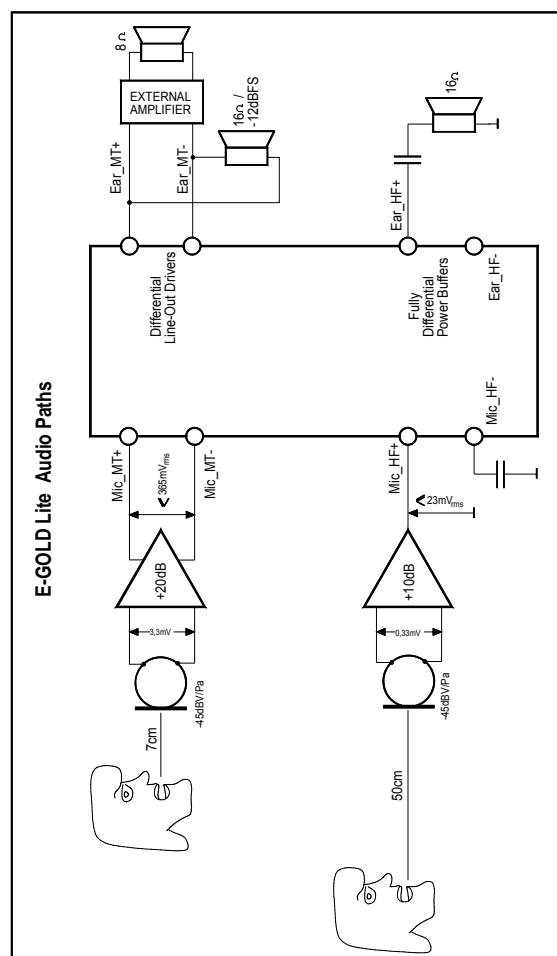 E-GOLD Lite Audio Paths
7cm
-45dBV/Pa
3,3mV
+20dB
Mic_MT+
< 365mVrms
Mic_MT-
Differential
Line-Out Drivers
Ear_MT+
Ear_MT-
EXTERNAL
AMPLIFIER
8Ω
16Ω /
-12dBFS
50cm
-45dBV/Pa
0,33mV
+10dB
Mic_HF+
< 23mVrms
Mic_HF-
Fully
Differential
Power Buffers
Ear_HF+
Ear_HF-
16Ω